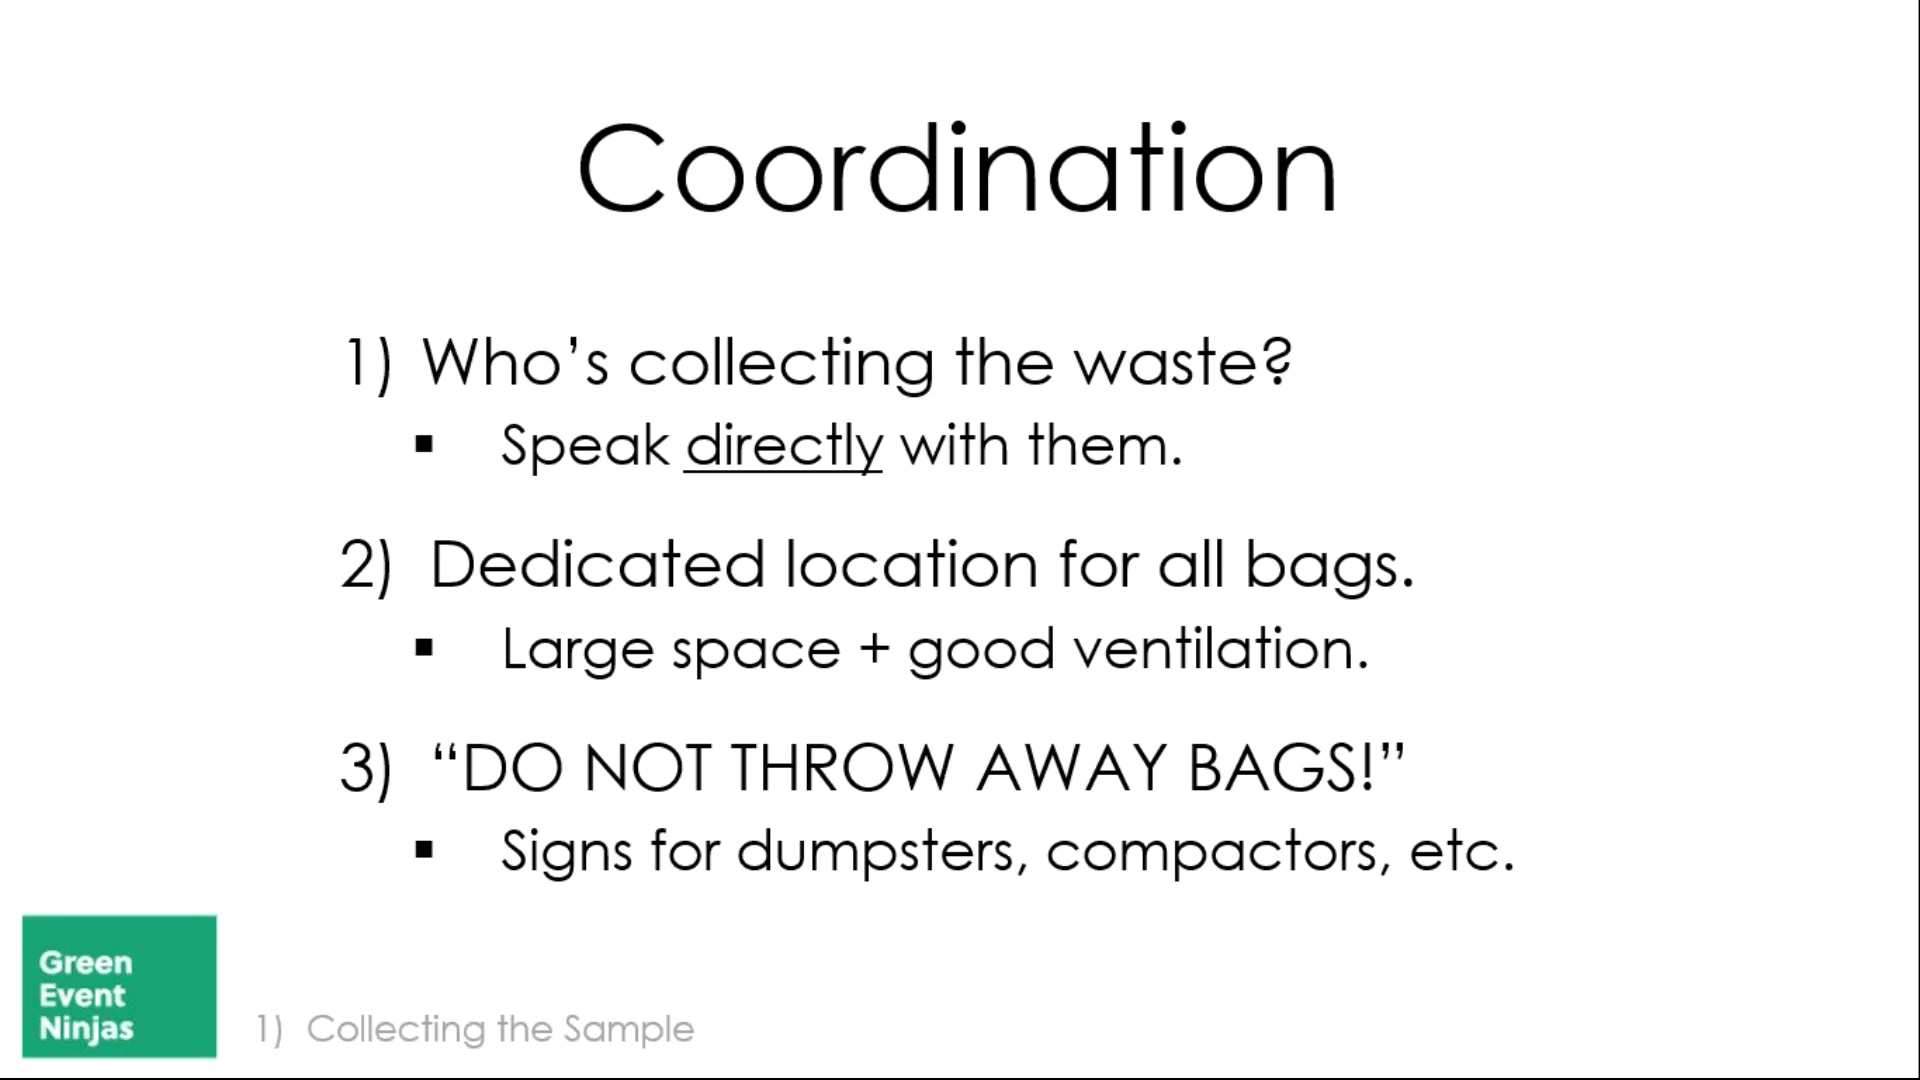 Coordination
1) Who’s collecting the waste?
▪ Speak directly with them.
2) Dedicated location for all bags.
▪ Large space + good ventilation.
3) “DO NOT THROW AWAY BAGS!”
▪ Signs for dumpsters, compactors, etc.
Green
Event
Ninjas
1) Collecting the Sample